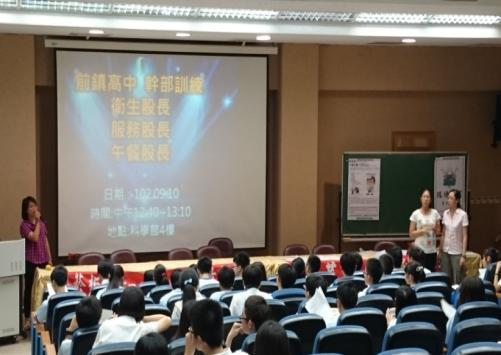 前鎮高中 幹部訓練
衛生股長
服務股長
午餐股長
日期:102.09.10
時間:中午12:40~13:10
地點:科學館4樓